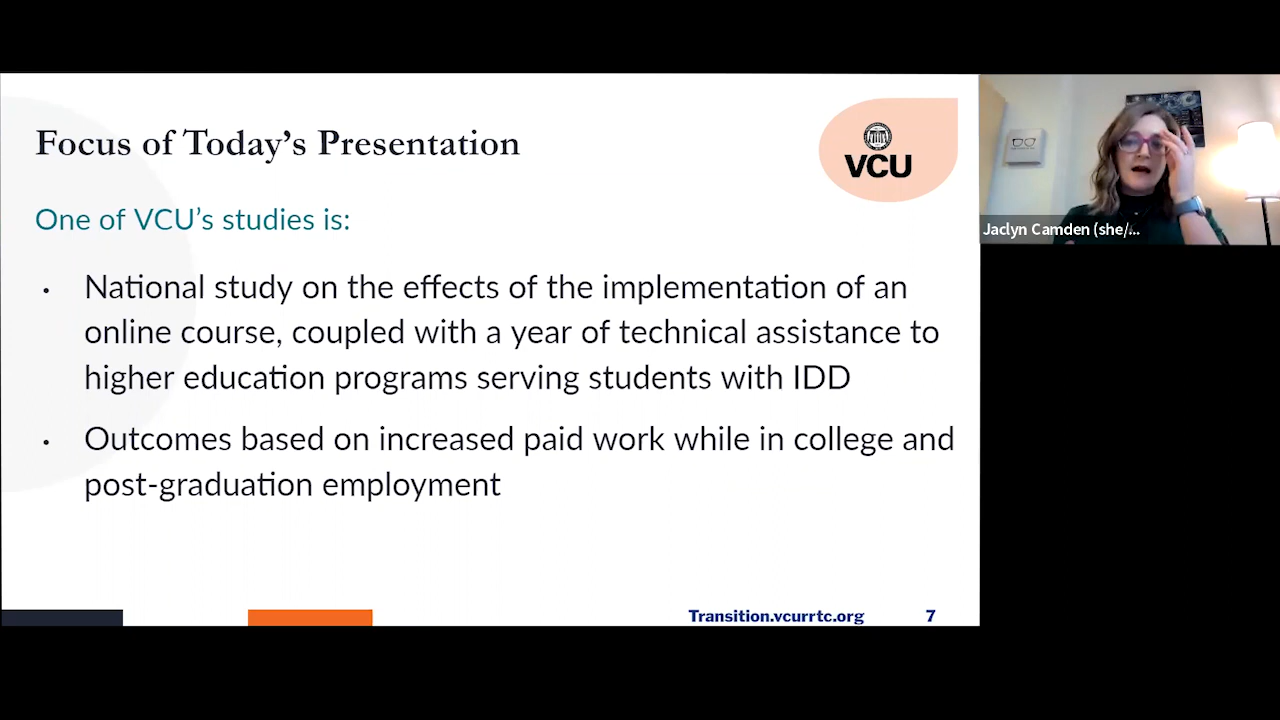 Focus of Today's Presentation
VCU
One of VCU's studies is:
• National study on the effects of the implementation of an
online course, coupled with a year of technical assistance to
higher education programs serving students with IDD
• Outcomes based on increased paid work while in college and
post-graduation employment
Transition.vcurrtc.org 7
Jaclyn Camden (she/...